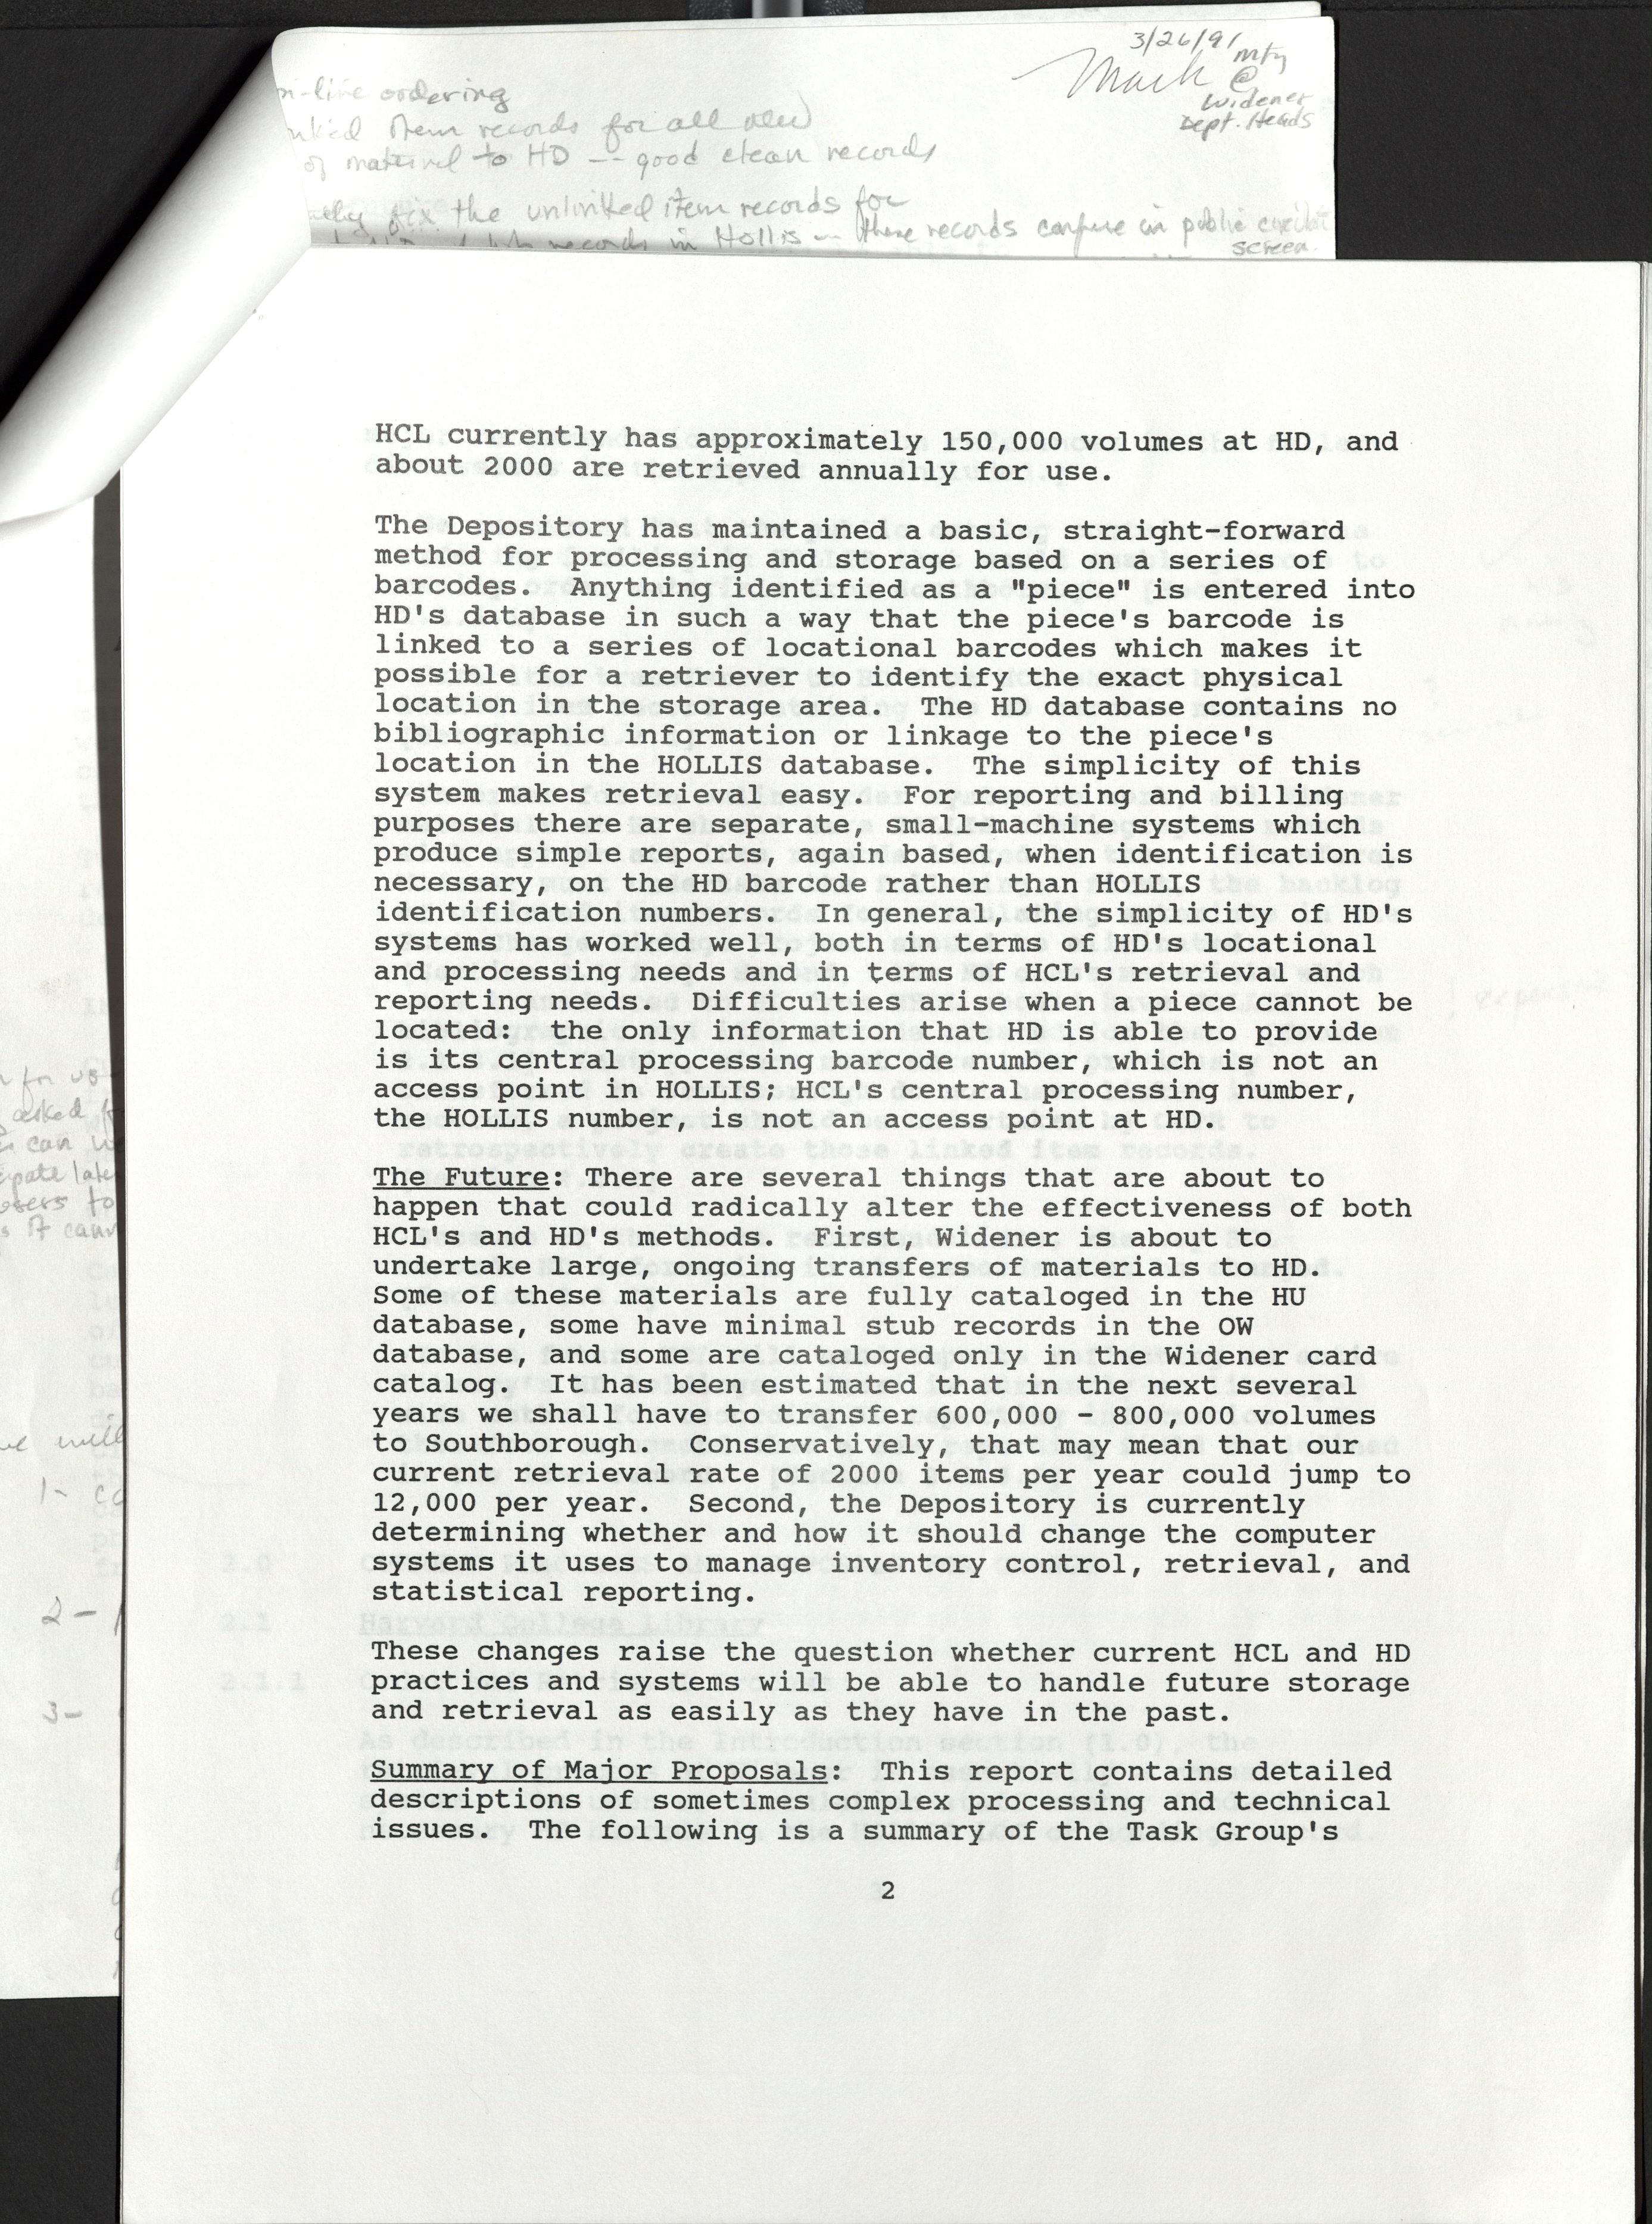 3/26/91
Mark mtg
@
Widener
Dept. Heads
ordering
item records for all
of material to HD -- good clean records
fix the unlinked item records for
records in Hollis -- these records confuse in public
screen.
HCL currently has approximately 150,000 volumes at HD, and
about 2000 are retrieved annually for use.
The Depository has maintained a basic, straight-forward
method for processing and storage based on a series of
barcodes. Anything identified as a "piece" is entered into
HD's database in such a way that the piece's barcode is
linked to a series of locational barcodes which makes it
possible for a retriever to identify the exact physical
location in the storage area. The HD database contains no
bibliographic information or linkage to the piece's
location in the HOLLIS database. The simplicity of this
system makes retrieval easy. For reporting and billing
purposes there are separate, small-machine systems which
produce simple reports, again based, when identification is
necessary, on the HD barcode rather than HOLLIS
identification numbers. In general, the simplicity of HD's
systems has worked well, both in terms of HD's locational
and processing needs and in terms of HCL's retrieval and
reporting needs. Difficulties arise when a piece cannot be
located: the only information that HD is able to provide
is its central processing barcode number, which is not an
access point in HOLLIS; HCL's central processing number,
the HOLLIS number, is not an access point at HD.
The Future: There are several things that are about to
happen that could radically alter the effectiveness of both
HCL's and HD's methods. First, Widener is about to
undertake large, ongoing transfers of materials to HD.
Some of these materials are fully cataloged in the HU
database, some have minimal stub records in the OW
database, and some are cataloged only in the Widener card
catalog. It has been estimated that in the next several
years we shall have to transfer 600,000 - 800,000 volumes
to Southborough. Conservatively, that may mean that our
current retrieval rate of 2000 items per year could jump to
12,000 per year. Second, the Depository is currently
determining whether and how it should change the computer
systems it uses to manage inventory control, retrieval, and
statistical reporting.
These changes raise the question whether current HCL and HD
practices and systems will be able to handle future storage
and retrieval as easily as they have in the past.
Summary of Major Proposals: This report contains detailed
descriptions of sometimes complex processing and technical
issues. The following is a summary of the Task Group's
2
for us
asked
can
later
users to
it
will
1-
2-
3-